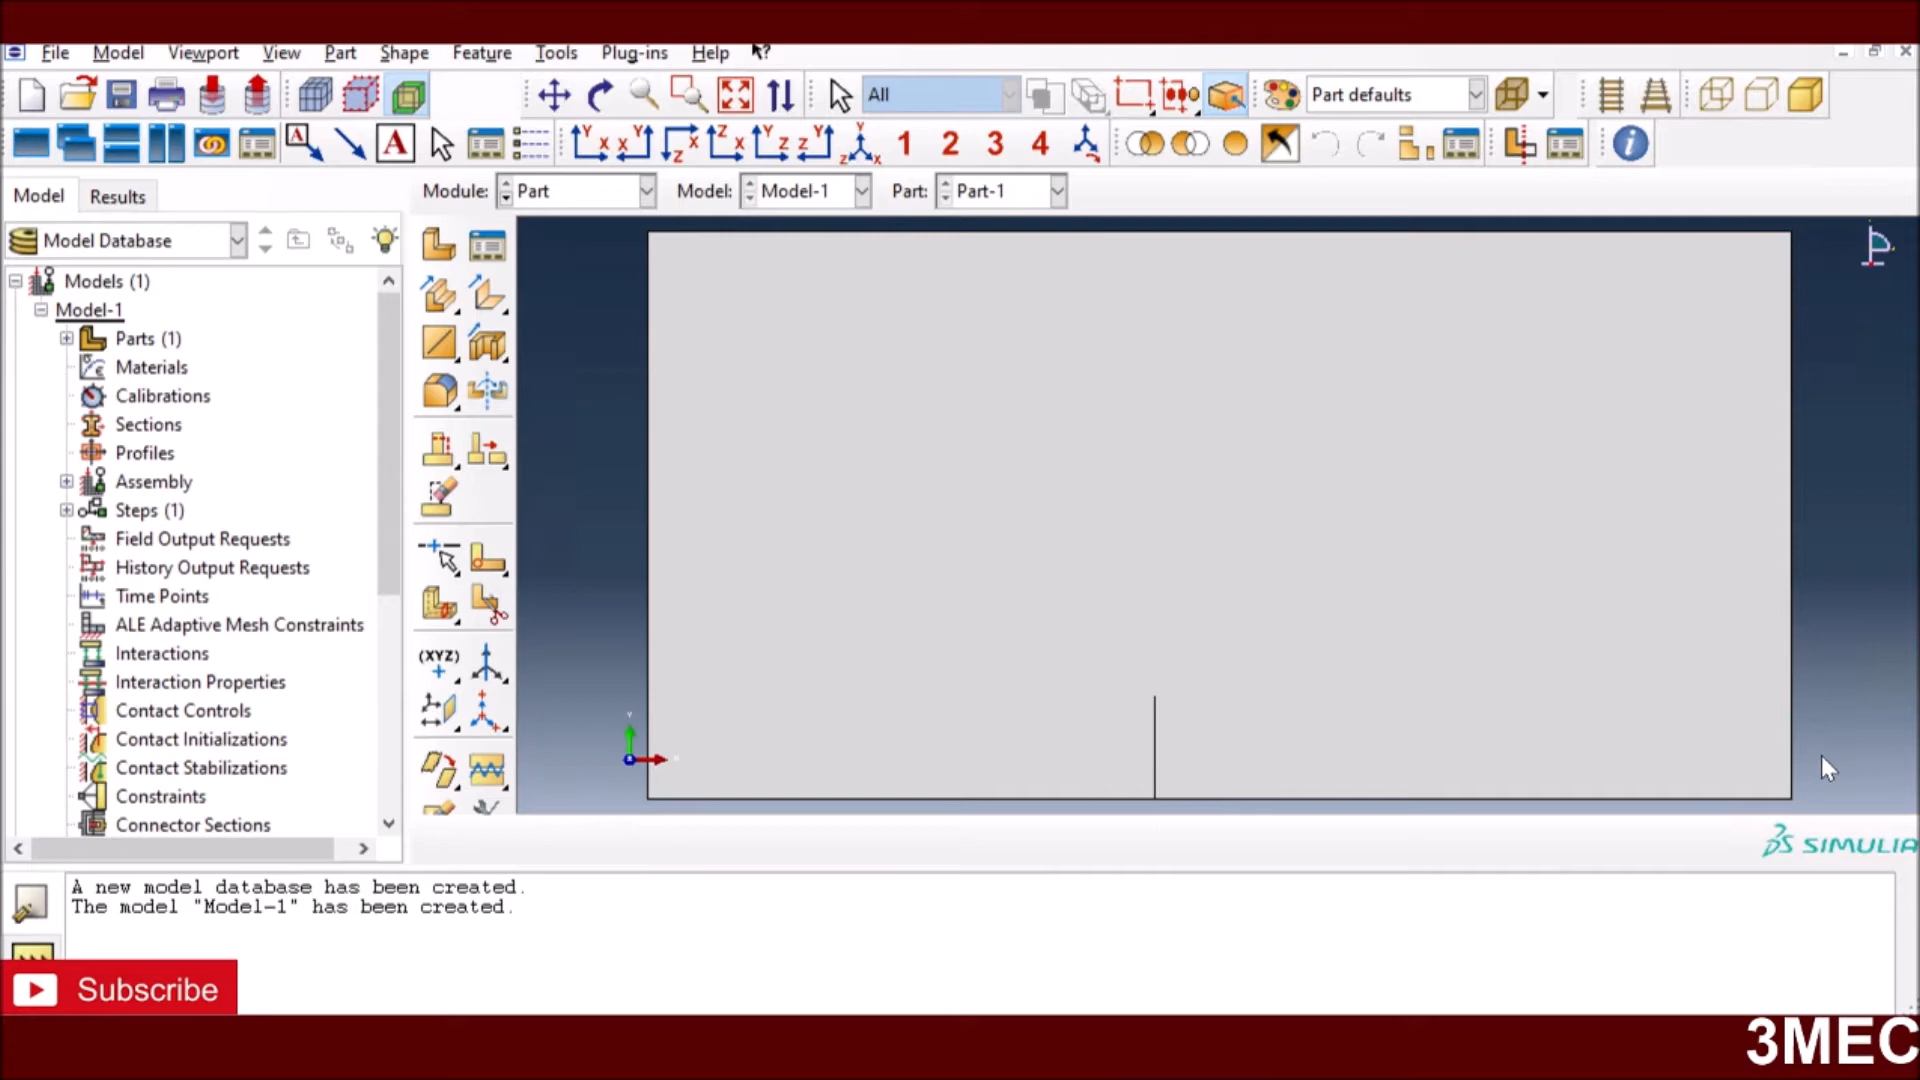 File Model Viewport View Part Shape Feature Tools Plug-ins Help
All Part defaults
1 2 3 4
Model Results
Module: Part Model: Model-1 Part: Part-1
Model Database
Models (1)
Model-1
Parts (1)
Materials
Calibrations
Sections
Profiles
Assembly
Steps (1)
Field Output Requests
History Output Requests
Time Points
ALE Adaptive Mesh Constraints
Interactions
Interaction Properties
Contact Controls
Contact Initializations
Contact Stabilizations
Constraints
Connector Sections
(XYZ)
SIMULIA
A new model database has been created.
The model "Model-1" has been created.
Subscribe
3MEC